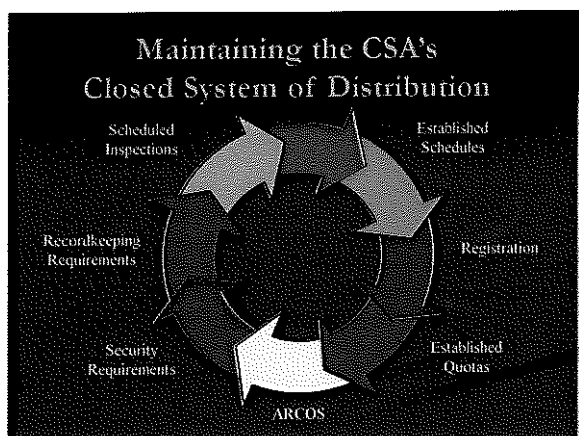 Maintaining the CSA's
Closed System of Distribution
Scheduled
Inspections
Established
Schedules
Recordkeeping
Requirements
Registration
Security
Requirements
Established
Quotas
ARCOS